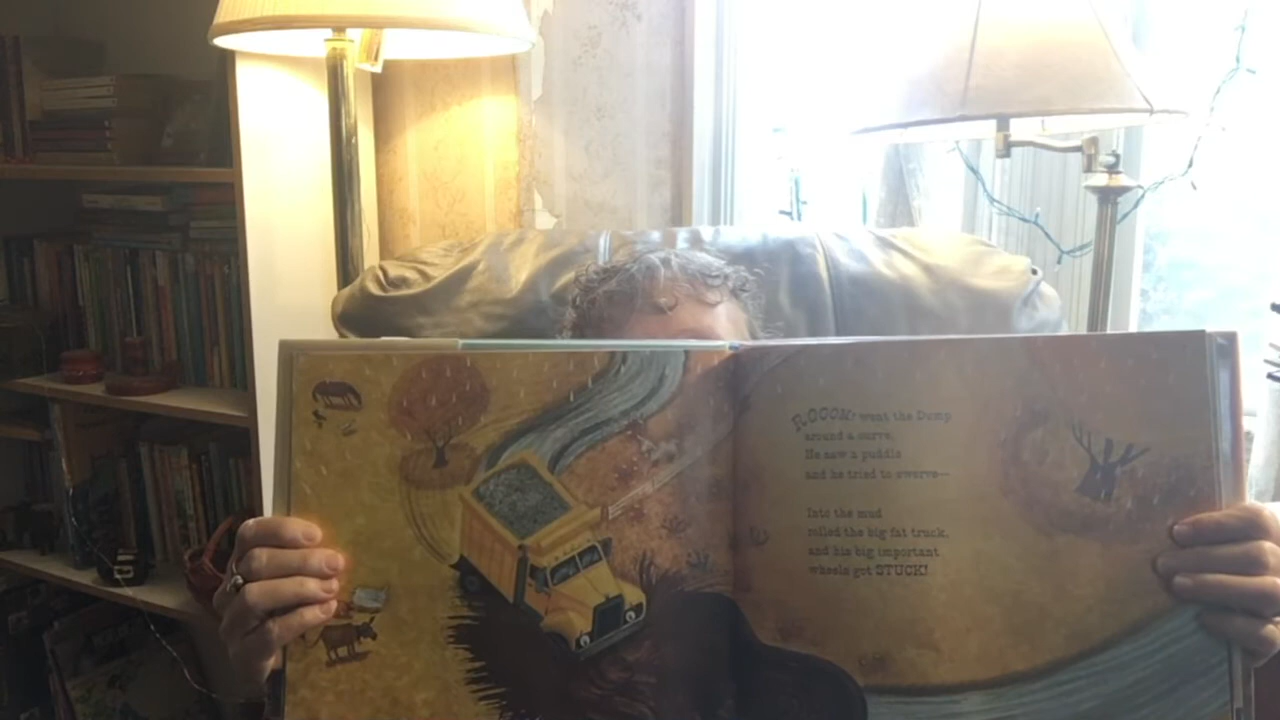 ROOOM! went the Dump
around a curve.
He saw a puddle
and he tried to swerve—
Into the mud
rolled the big fat truck,
and his big important
wheels got STUCK!